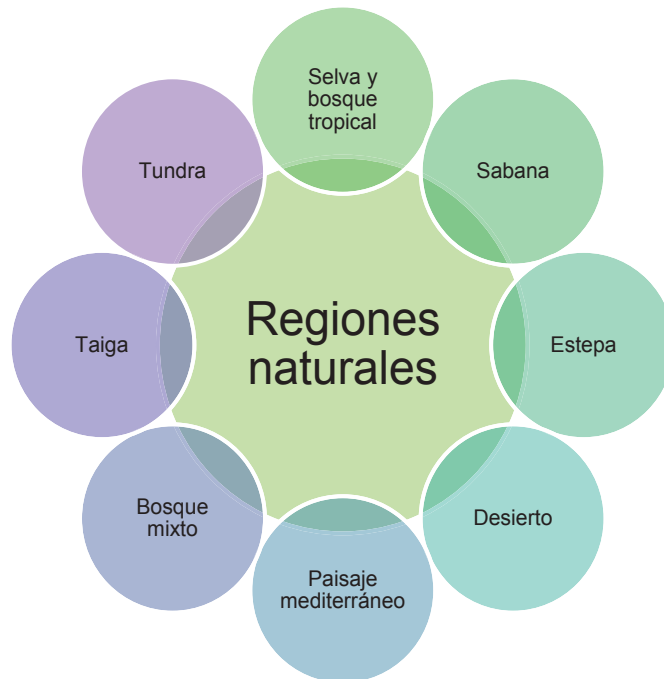 Selva y
bosque
tropical
Tundra
Sabana
Regiones
naturales
Taiga
Estepa
Bosque
mixto
Desierto
Paisaje
mediterráneo